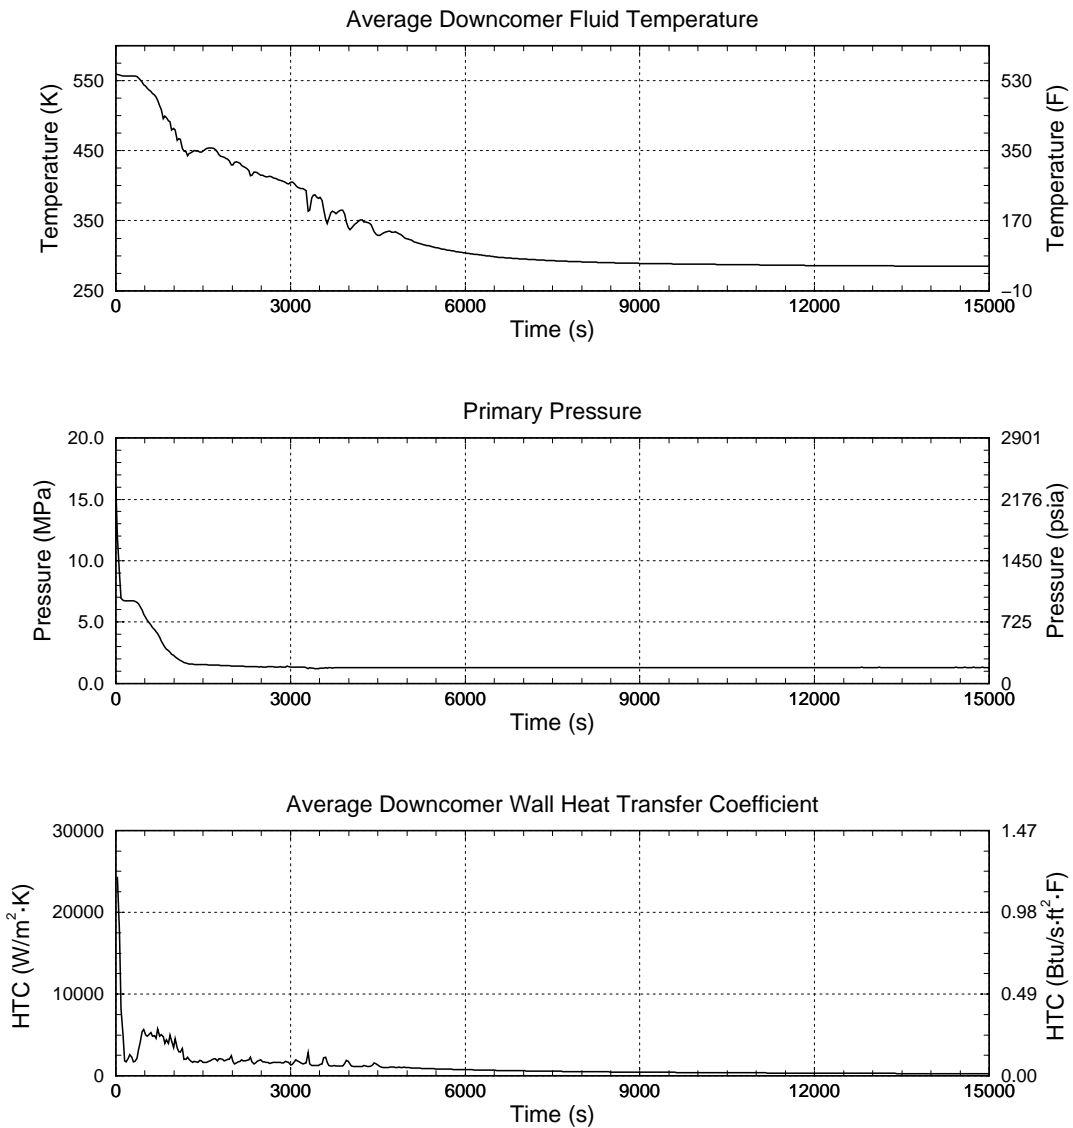 Average Downcomer Fluid Temperature
Temperature (K)
550
450
350
250
530
350
170
−10
Temperature (F)
0 3000 6000 9000 12000 15000
Time (s)
Primary Pressure
Pressure (MPa)
20.0
15.0
10.0
5.0
0.0
2901
2176
1450
725
0
Pressure (psia)
0 3000 6000 9000 12000 15000
Time (s)
Average Downcomer Wall Heat Transfer Coefficient
HTC (W/m²·K)
30000
20000
10000
0
1.47
0.98
0.49
0.00
HTC (Btu/s·ft²·F)
0 3000 6000 9000 12000 15000
Time (s)